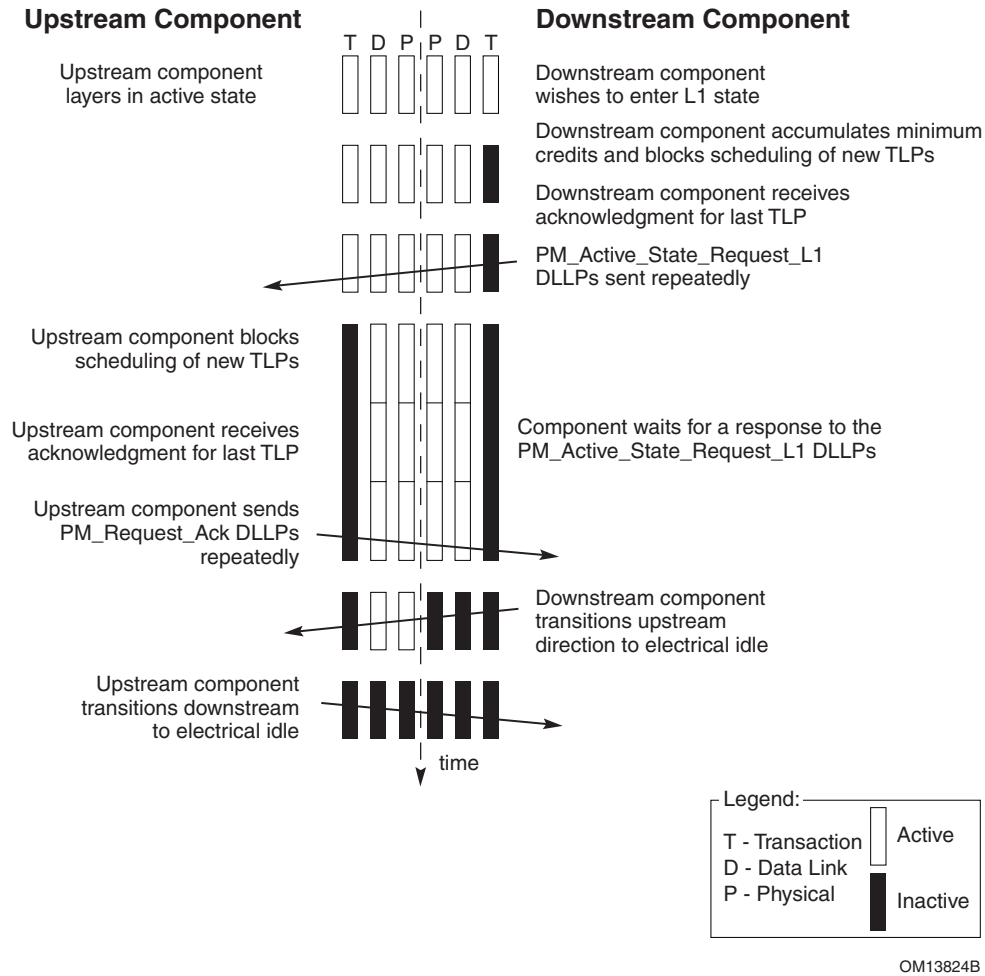 Upstream Component
Downstream Component
T D P P D T
Upstream component
layers in active state
Downstream component
wishes to enter L1 state
Downstream component accumulates minimum
credits and blocks scheduling of new TLPs
Downstream component receives
acknowledgment for last TLP
PM_Active_State_Request_L1
DLLPs sent repeatedly
Upstream component blocks
scheduling of new TLPs
Upstream component receives
acknowledgment for last TLP
Component waits for a response to the
PM_Active_State_Request_L1 DLLPs
Upstream component sends
PM_Request_Ack DLLPs
repeatedly
Downstream component
transitions upstream
direction to electrical idle
Upstream component
transitions downstream
to electrical idle
time
Legend:
T - Transaction
D - Data Link
P - Physical
Active
Inactive
OM13824B